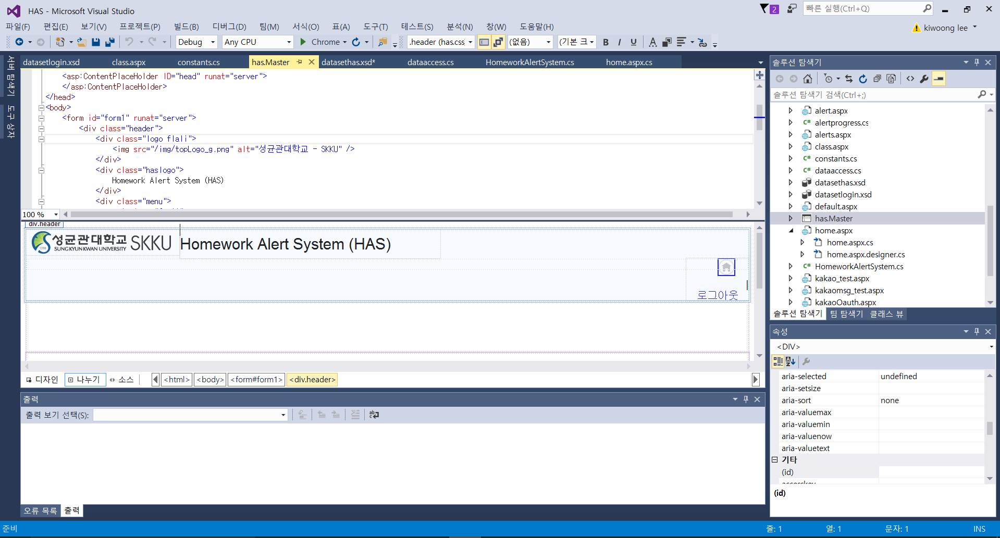 HAS - Microsoft Visual Studio
2
빠른 실행(Ctrl+Q)
파일(F) 편집(E) 보기(V) 프로젝트(P) 빌드(B) 디버그(D) 팀(M) 서식(O) 표(A) 도구(T) 테스트(S) 분석(N) 창(W) 도움말(H)
kiwoong lee
Debug Any CPU Chrome .header (has.css) (없음) (기본 크 B I U A
서버 탐색기
도구 상자
datasetlogin.xsd class.aspx constants.cs has.Master datasethas.xsd* dataaccess.cs HomeworkAlertSystem.cs home.aspx.cs
<asp:ContentPlaceHolder ID="head" runat="server">
</asp:ContentPlaceHolder>
</head>
<body>
<form id="form1" runat="server">
<div class="header">
<div class="logo flali">
<img src="/img/topLogo_g.png" alt="성균관대학교 - SKKU" />
</div>
<div class="haslogo">
Homework Alert System (HAS)
</div>
<div class="menu">
100 %
div.header
성균관대학교 SKKU
SUNG KYUN KWAN UNIVERSITY
1398
Homework Alert System (HAS)
로그아웃
디자인 나누기 소스 <html> <body> <form#form1> <div.header>
출력
출력 보기 선택(S):
오류 목록 출력
솔루션 탐색기
솔루션 탐색기 검색(Ctrl+;)
alert.aspx
alertprogress.cs
alerts.aspx
class.aspx
constants.cs
dataaccess.cs
datasethas.xsd
datasetlogin.xsd
default.aspx
has.Master
home.aspx
home.aspx.cs
home.aspx.designer.cs
HomeworkAlertSystem.cs
kakao_test.aspx
kakaomsg_test.aspx
kakaoOauth.aspx
솔루션 탐색기 팀 탐색기 클래스 뷰
속성
<DIV>
aria-selected undefined
aria-setsize
aria-sort none
aria-valuemax
aria-valuemin
aria-valuenow
aria-valuetext
기타
(id)
accesskey
(id)
준비 줄: 1 열: 1 문자: 1 INS